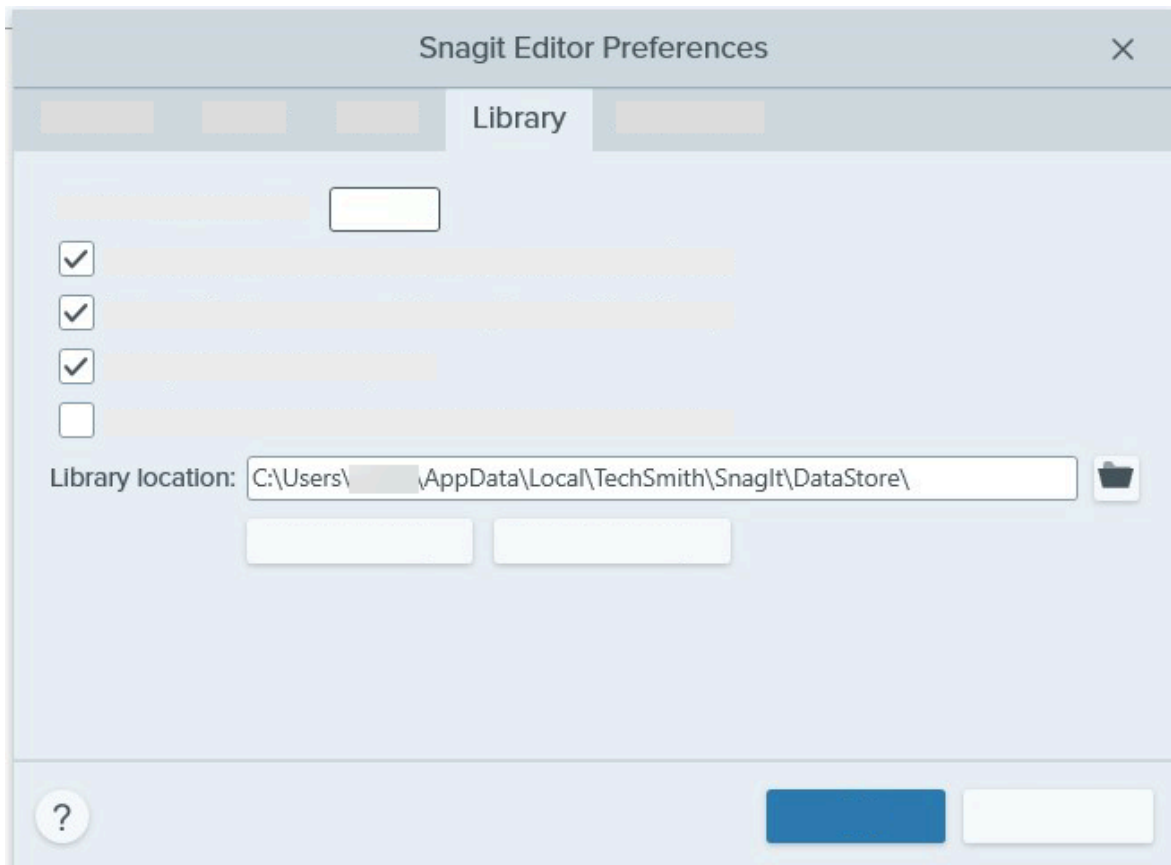 Snagit Editor Preferences
Library
Library location: C:\Users\ \AppData\Local\TechSmith\SnagIt\DataStore\
?